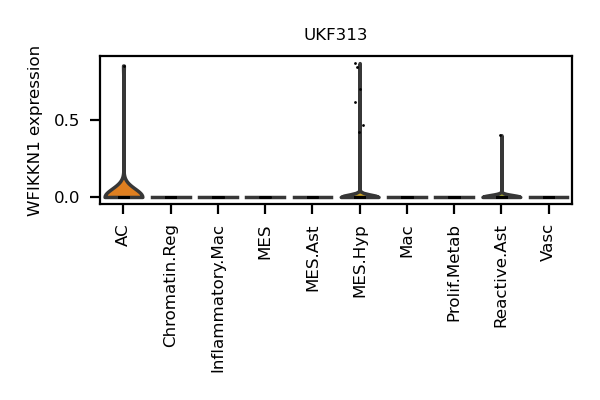 UKF313
WFIKKN1 expression
0.5
0.0
AC
Chromatin.Reg
Inflammatory.Mac
MES
MES.Ast
MES.Hyp
Mac
Prolif.Metab
Reactive.Ast
Vasc